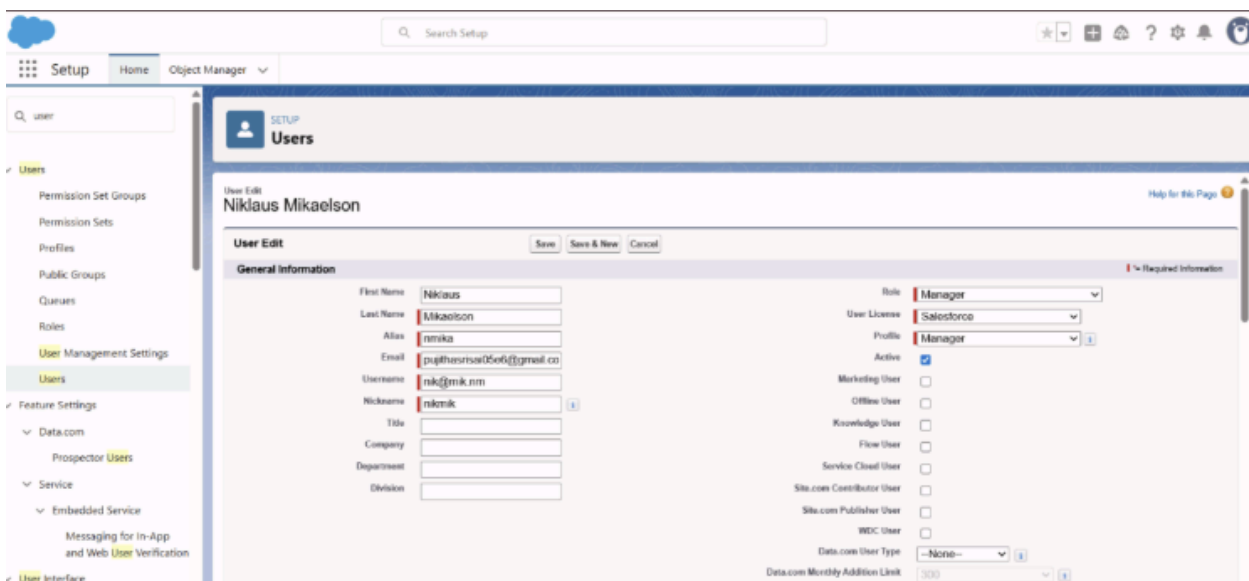 Search Setup
Setup Home Object Manager
user
SETUP
Users
Users
Permission Set Groups
Permission Sets
Profiles
Public Groups
Queues
Roles
User Management Settings
Users
Feature Settings
Data.com
Prospector Users
Service
Embedded Service
Messaging for In-App
and Web User Verification
User Interface
User Edit
Niklaus Mikaelson
Help for this Page
User Edit Save Save & New Cancel
General Information = Required Information
First Name Niklaus
Last Name Mikaelson
Alias nmika
Email
Username nik@mik.nm
Nickname nikmik
Title
Company
Department
Division
Role Manager
User License Salesforce
Profile Manager
Active
Marketing User
Offline User
Knowledge User
Flow User
Service Cloud User
Site.com Contributor User
Site.com Publisher User
WDC User
Data.com User Type --None--
Data.com Monthly Addition Limit 300